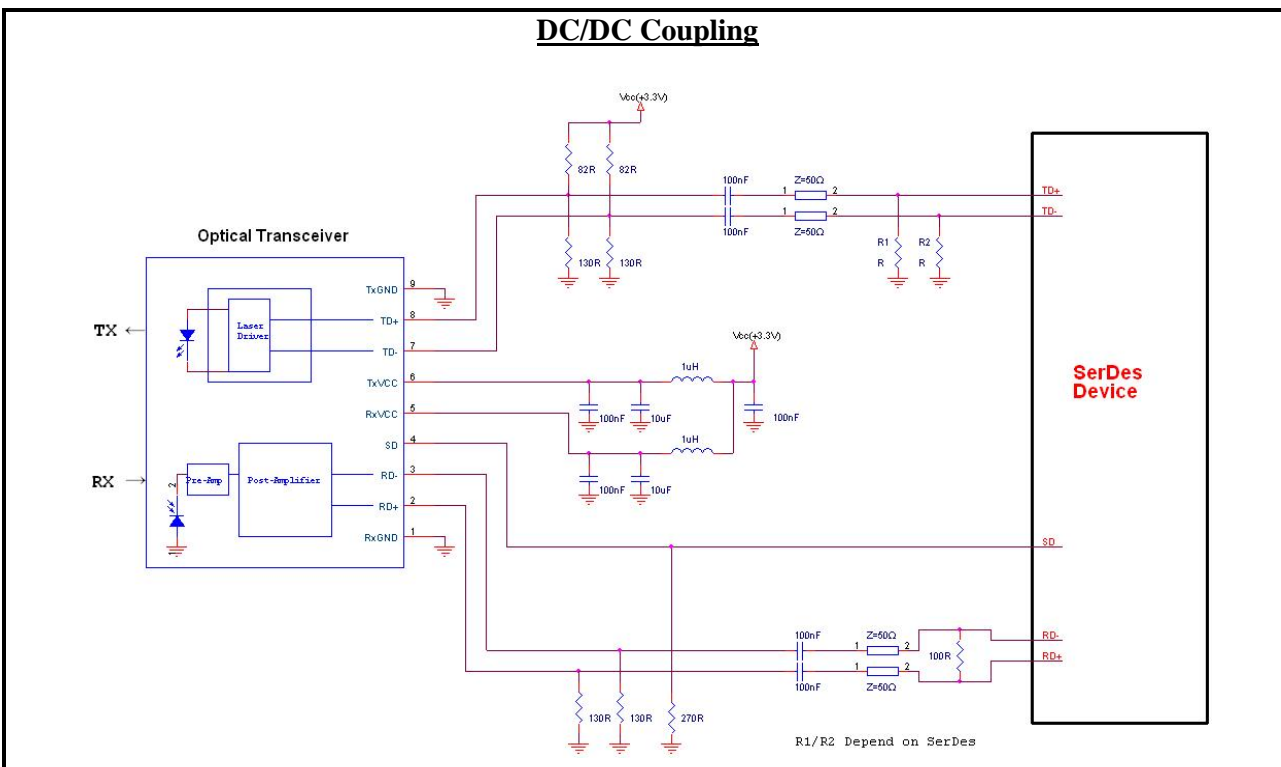 DC/DC Coupling
Vcc(+3.3V)
82R
82R
100nF
Z=50Ω
1
2
TD+
1
2
TD-
100nF
Z=50Ω
Optical Transceiver
R1
R2
R
R
130R
130R
TxGND
9
TX ←
Laser
Driver
TD+
8
TD-
7
Vcc(+3.3V)
1uH
TxVCC
6
100nF
10uF
100nF
SerDes
Device
RxVCC
5
1uH
SD
4
RX →
2
Pre-Amp
Post-Amplifier
RD-
3
100nF
10uF
RD+
2
RxGND
1
SD
100nF
Z=50Ω
1
2
RD-
100R
1
2
RD+
100nF
Z=50Ω
130R
130R
270R
R1/R2 Depend on SerDes